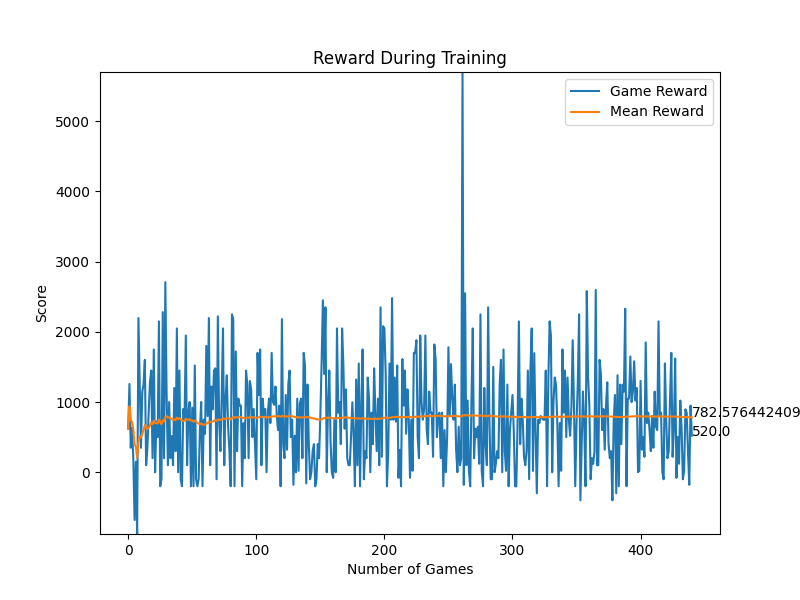 Reward During Training
Game Reward
Mean Reward
5000
4000
3000
2000
1000
0
Score
782.576442409
520.0
0
100
200
300
400
Number of Games